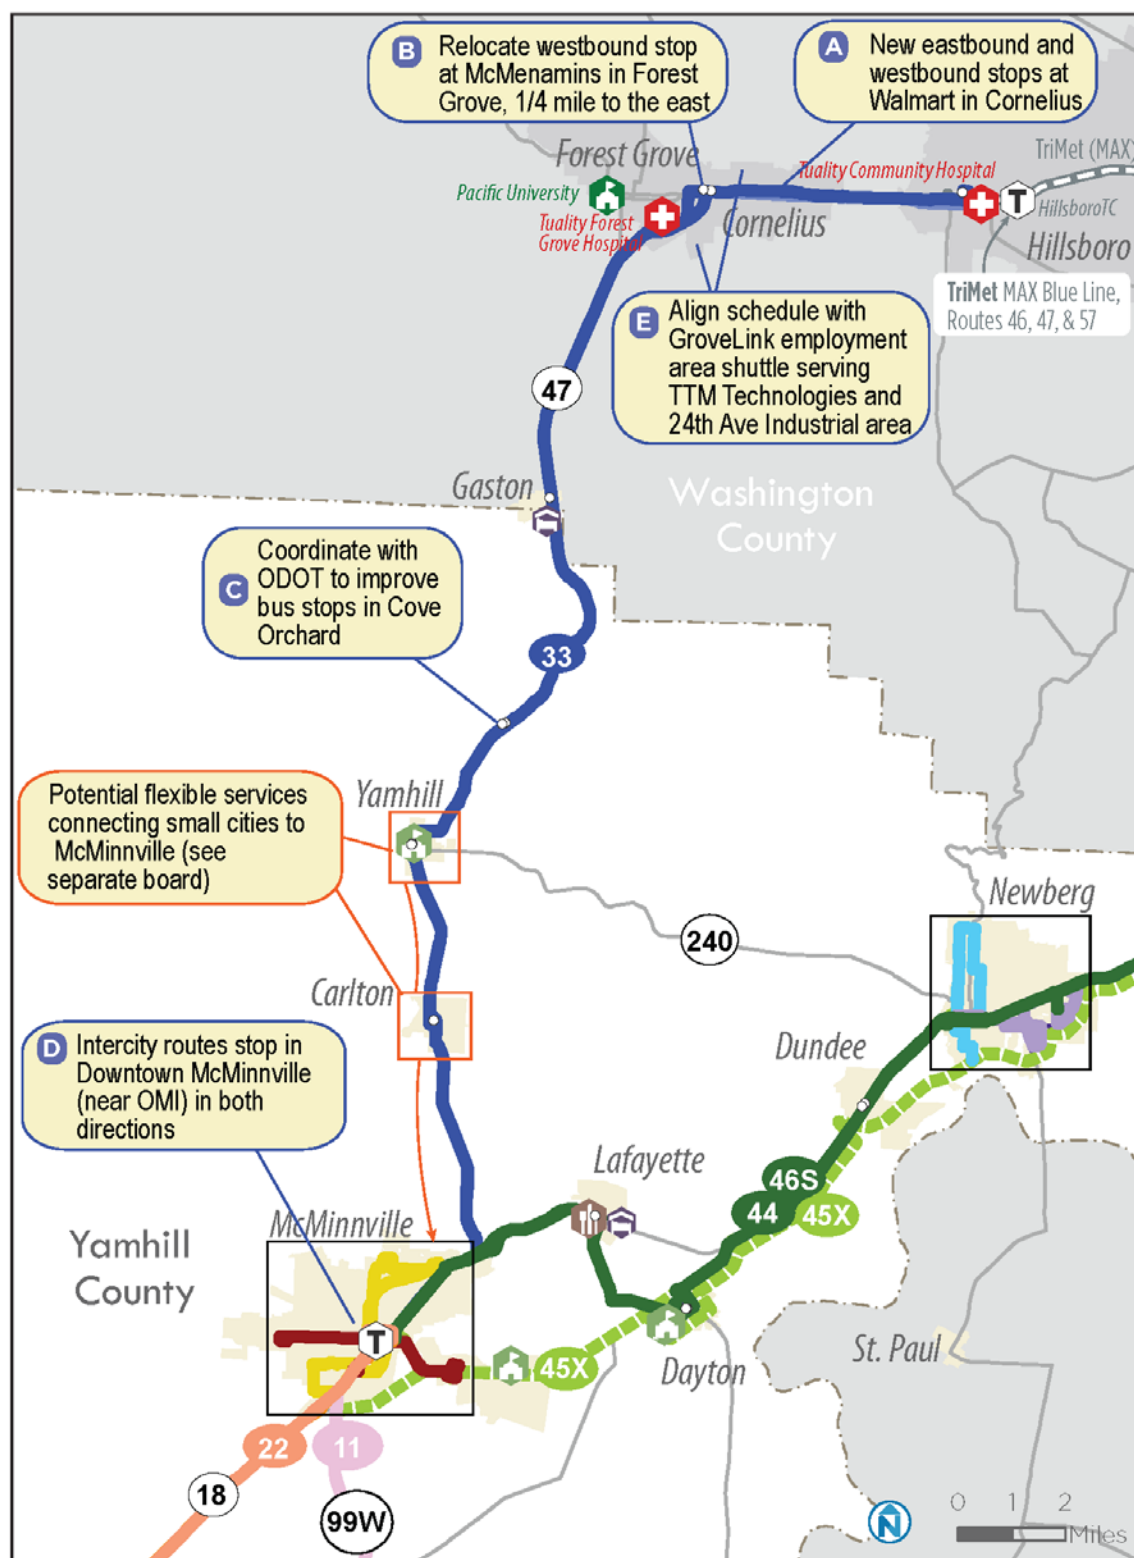 B Relocate westbound stop
at McMenamins in Forest
Grove, 1/4 mile to the east
A New eastbound and
westbound stops at
Walmart in Cornelius
Forest Grove
TriMet (MAX)
Tuality Community Hospital
Pacific University
Tuality Forest
Grove Hospital
Cornelius
T
HillsboroTC
Hillsboro
TriMet MAX Blue Line,
Routes 46, 47, & 57
E Align schedule with
GroveLink employment
area shuttle serving
TTM Technologies and
24th Ave Industrial area
47
Gaston
Washington
County
C Coordinate with
ODOT to improve
bus stops in Cove
Orchard
33
Potential flexible services
connecting small cities to
McMinnville (see
separate board)
Yamhill
240
Newberg
Carlton
D Intercity routes stop in
Downtown McMinnville
(near OMI) in both
directions
Dundee
Lafayette
46S
44
45X
McMinnville
Yamhill
County
T
45X
Dayton
St. Paul
22
11
18
99W
N
0 1 2
Miles